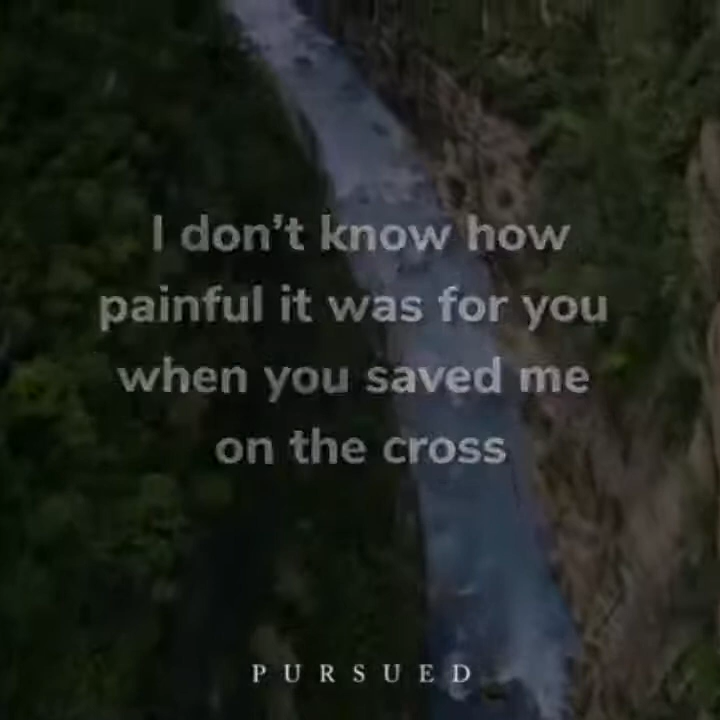 I don't know how
painful it was for you
when you saved me
on the cross
PURSUED